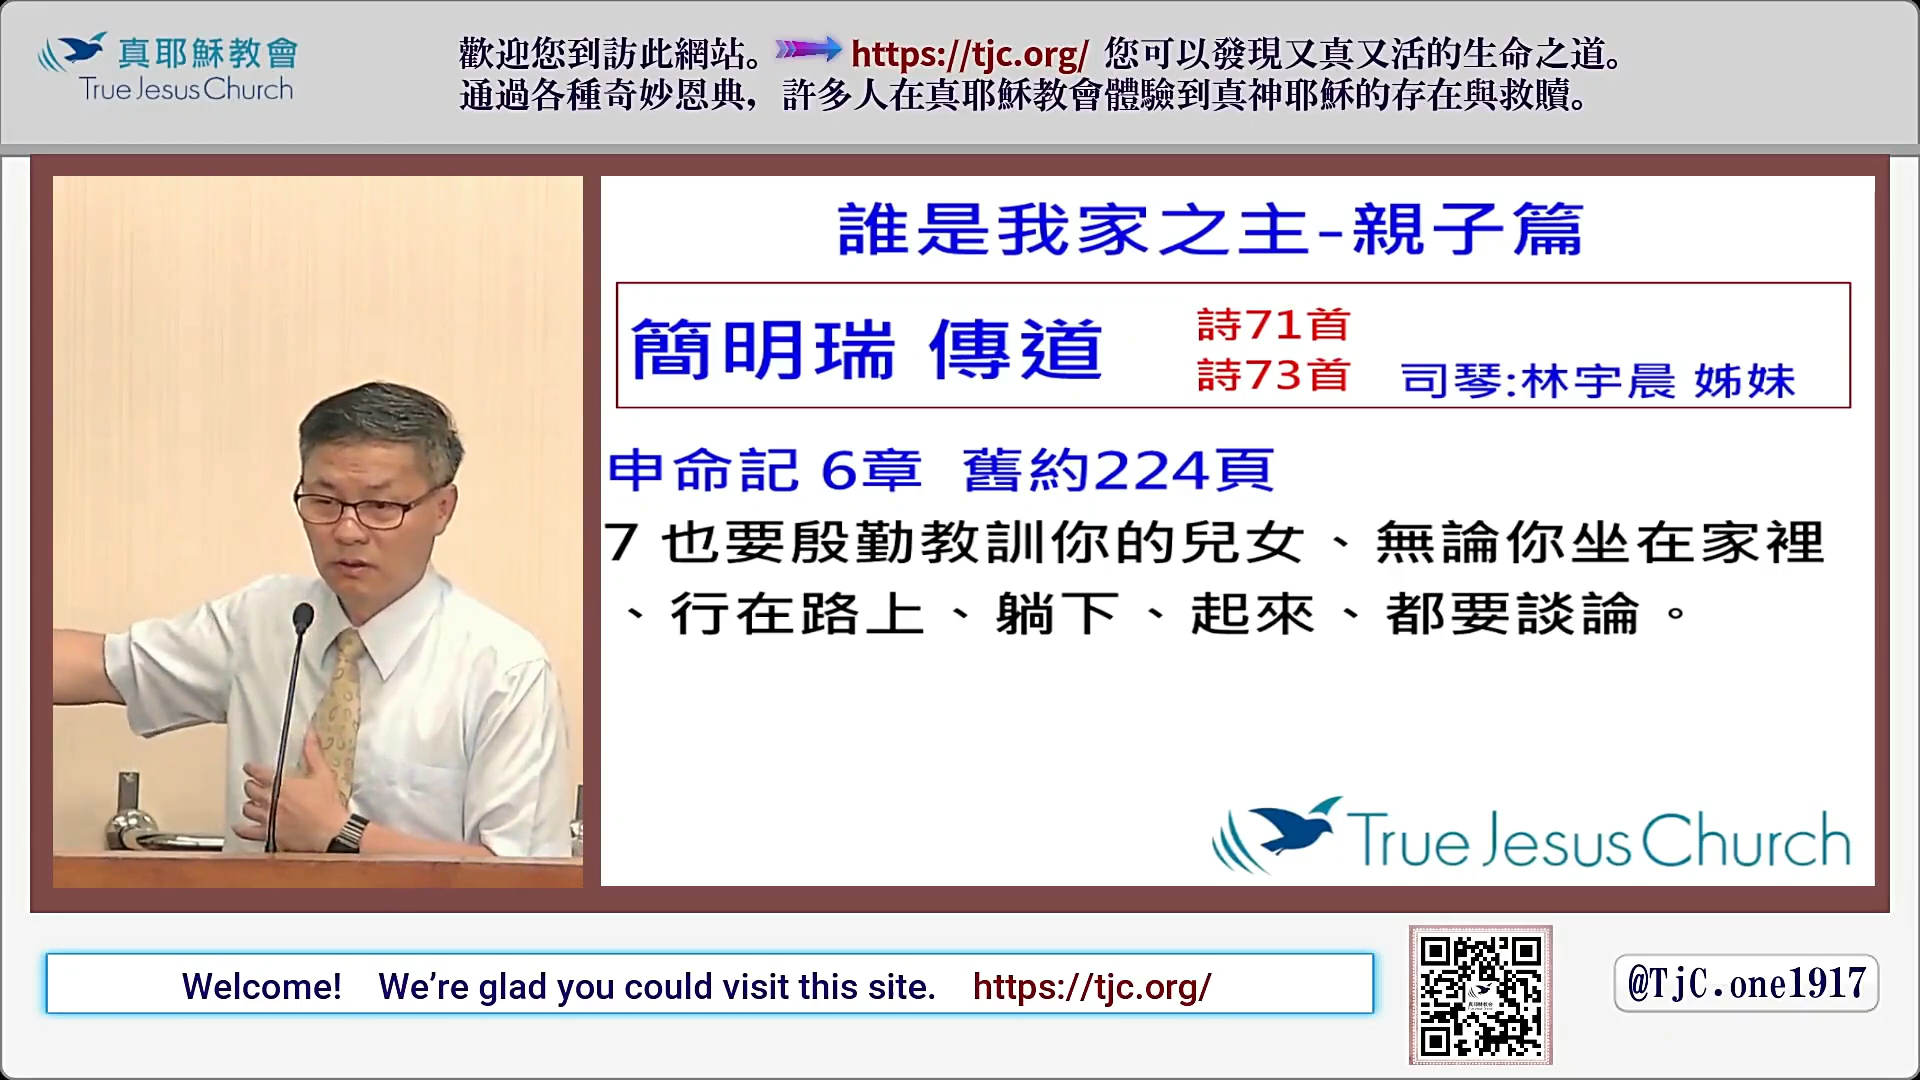 真耶穌教會
True Jesus Church
歡迎您到訪此網站。 https://tjc.org/ 您可以發現又真又活的生命之道。
通過各種奇妙恩典，許多人在真耶穌教會體驗到真神耶穌的存在與救贖。
誰是我家之主-親子篇
簡明瑞 傳道
詩71首
詩73首
司琴:林宇晨 姊妹
申命記 6章 舊約224頁
7 也要殷勤教訓你的兒女、無論你坐在家裡
、行在路上、躺下、起來、都要談論。
True Jesus Church
Welcome! We’re glad you could visit this site. https://tjc.org/
@TjC.one1917